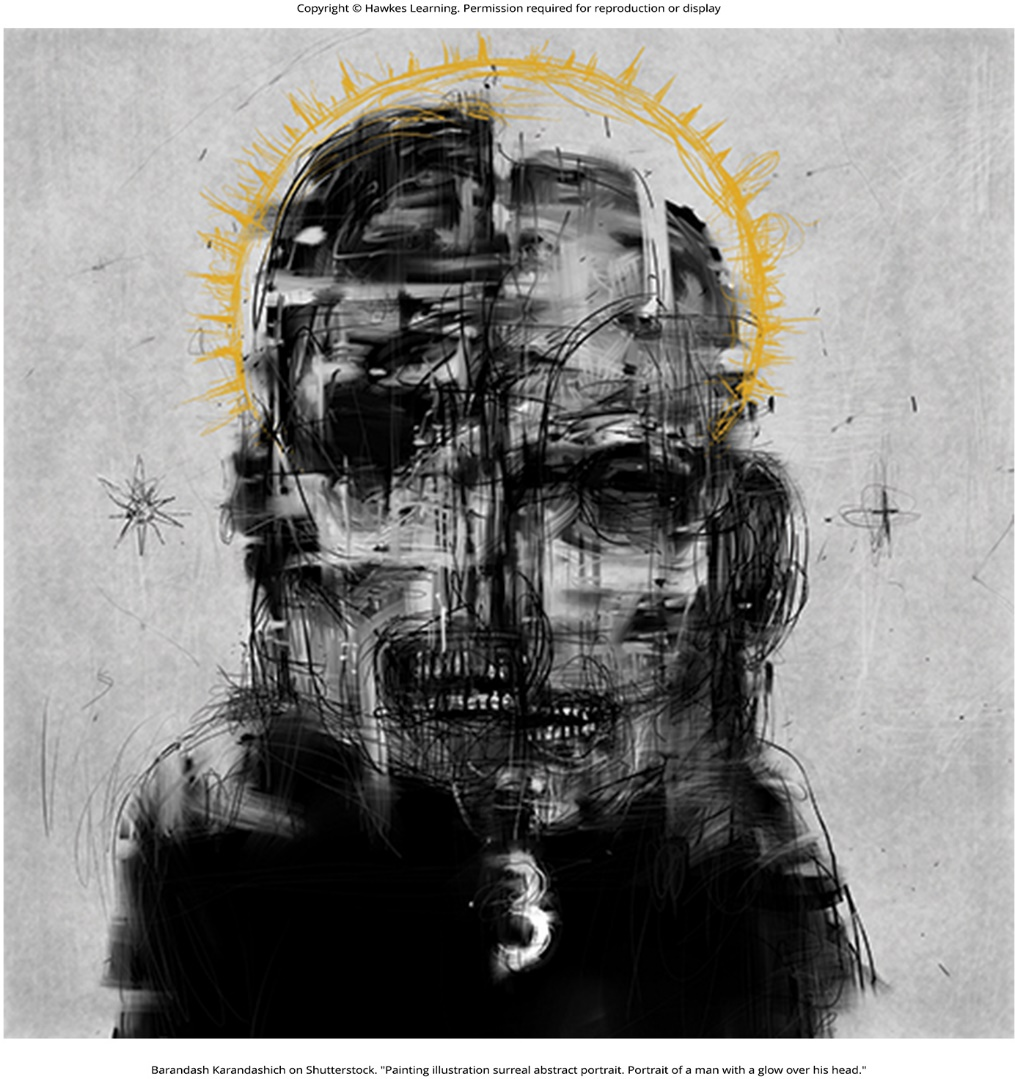 Copyright © Hawkes Learning. Permission required for reproduction or display
Barandash Karandashich on Shutterstock. "Painting illustration surreal abstract portrait. Portrait of a man with a glow over his head."